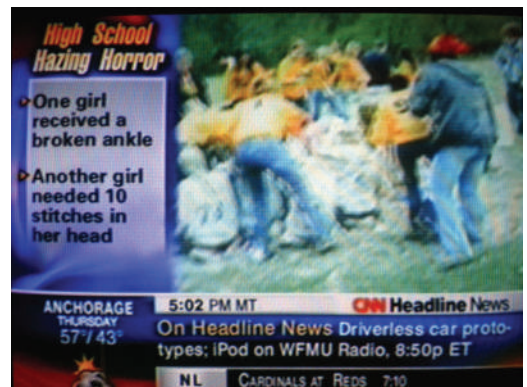 High School
Hazing Horror
One girl
received a
broken ankle
Another girl
needed 10
stitches in
her head
ANCHORAGE
THURSDAY
57°/43°
5:02 PM MT
CNN Headline News
On Headline News Driverless car proto-
types; iPod on WFMU Radio, 8:50p ET
NL
CARDINALS AT REDS 7:10